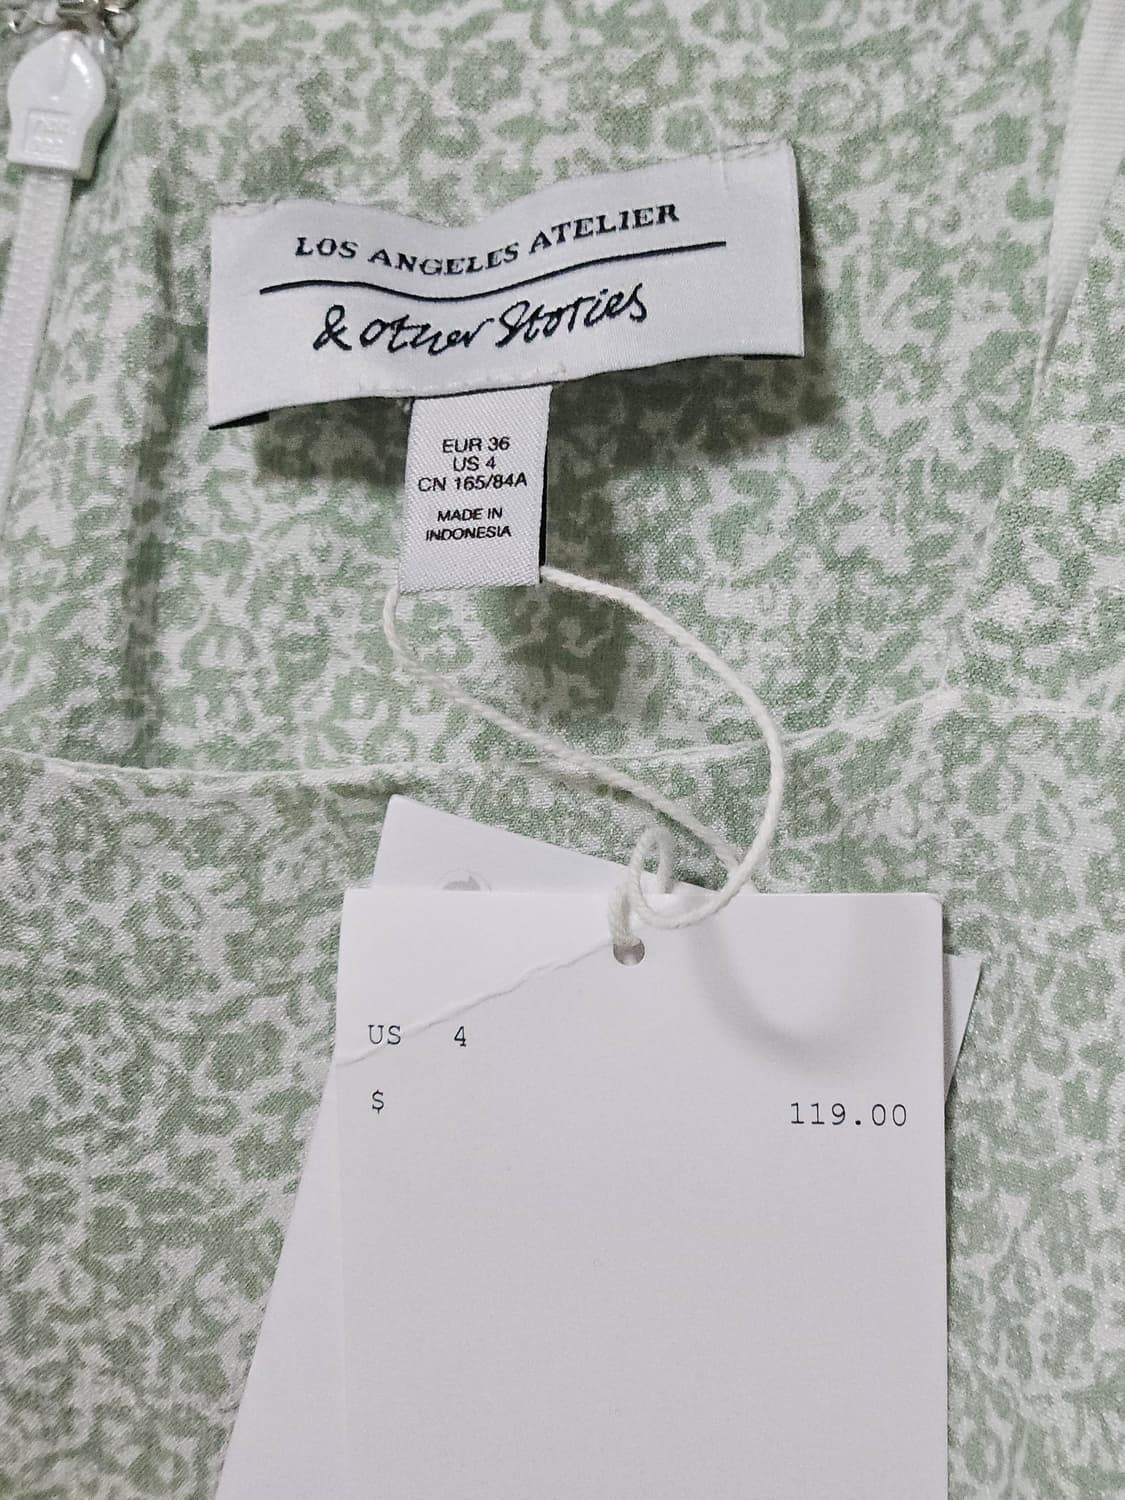 LOS ANGELES ATELIER
& other Stories
EUR 36
US 4
CN 165/84A
MADE IN
INDONESIA
US 4
$ 119.00